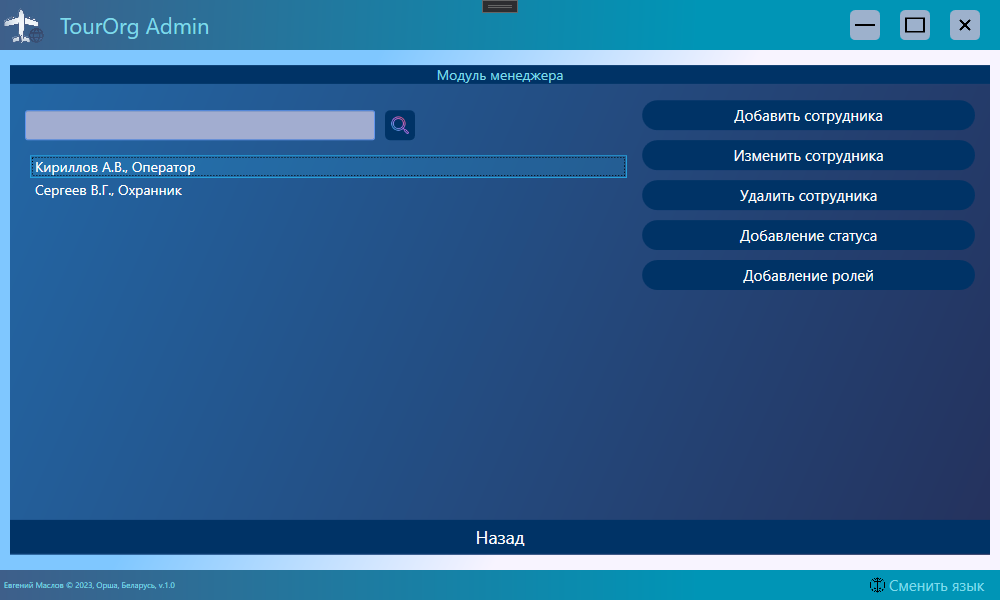 TourOrg Admin
Модуль менеджера
Кириллов А.В., Оператор
Сергеев В.Г., Охранник
Добавить сотрудника
Изменить сотрудника
Удалить сотрудника
Добавление статуса
Добавление ролей
Назад
Евгений Маслов © 2023, Орша, Беларусь, v.1.0
Сменить язык